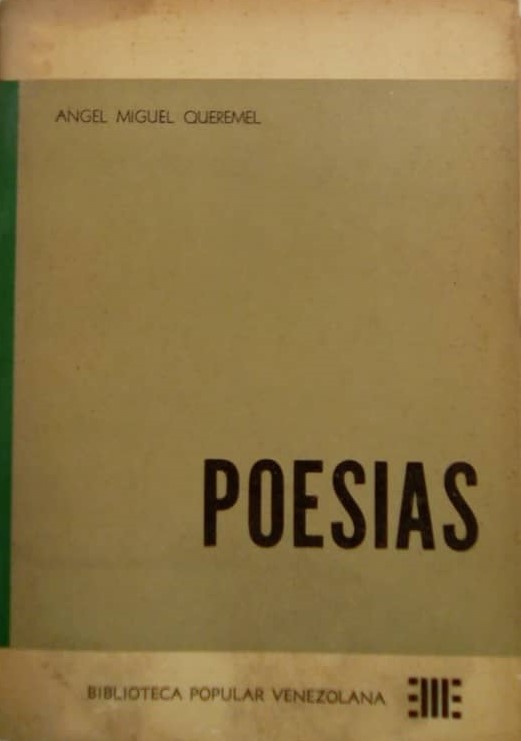 ANGEL MIGUEL QUEREMEL
POESIAS
BIBLIOTECA POPULAR VENEZOLANA